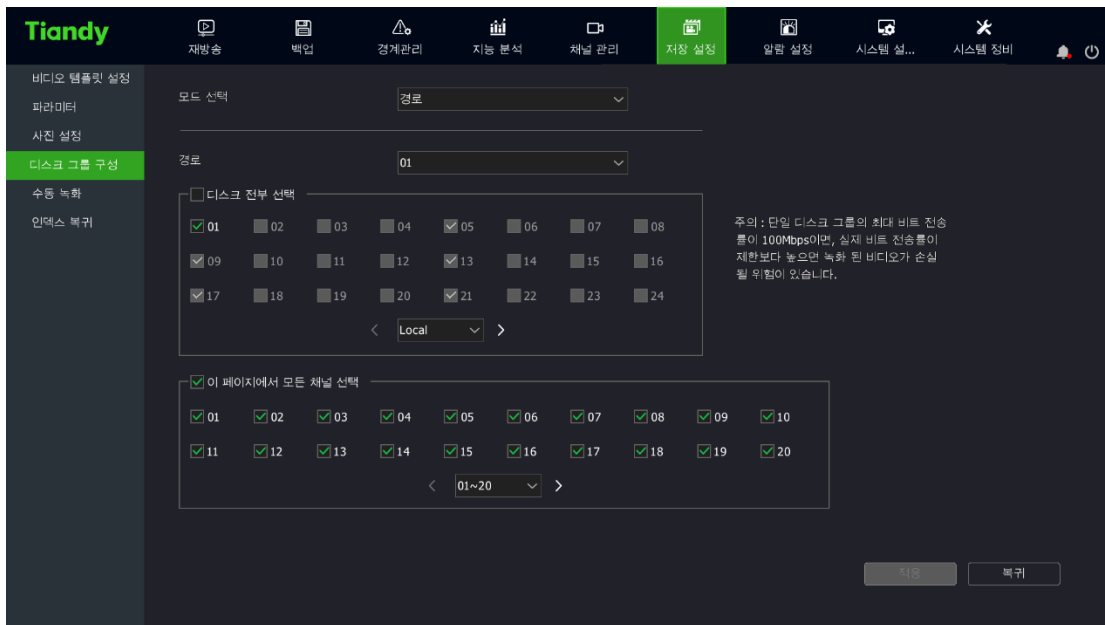 Tiandy
재방송 백업 경계관리 지능 분석 채널 관리 저장 설정 알람 설정 시스템 설... 시스템 정비
비디오 템플릿 설정
파라미터
사진 설정
디스크 그룹 구성
수동 녹화
인덱스 복귀
모드 선택 경로
경로 01
디스크 전부 선택
01 02 03 04 05 06 07 08
09 10 11 12 13 14 15 16
17 18 19 20 21 22 23 24
< Local >
주의 : 단일 디스크 그룹의 최대 비트 전송
률이 100Mbps이면, 실제 비트 전송률이
제한보다 높으면 녹화 된 비디오가 손실
될 위험이 있습니다.
이 페이지에서 모든 채널 선택
01 02 03 04 05 06 07 08 09 10
11 12 13 14 15 16 17 18 19 20
< 01~20 >
적용 복귀